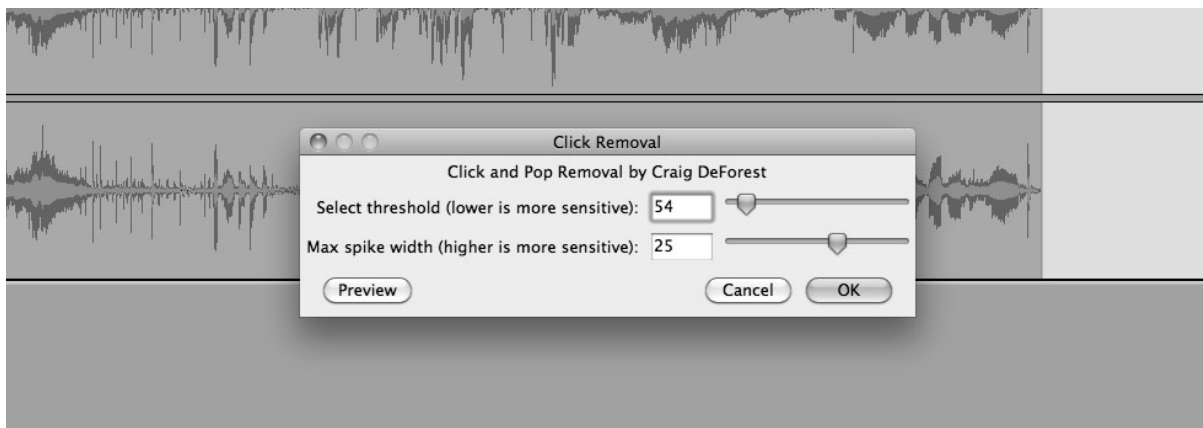 Click Removal
Click and Pop Removal by Craig DeForest
Select threshold (lower is more sensitive): 54
Max spike width (higher is more sensitive): 25
Preview Cancel OK